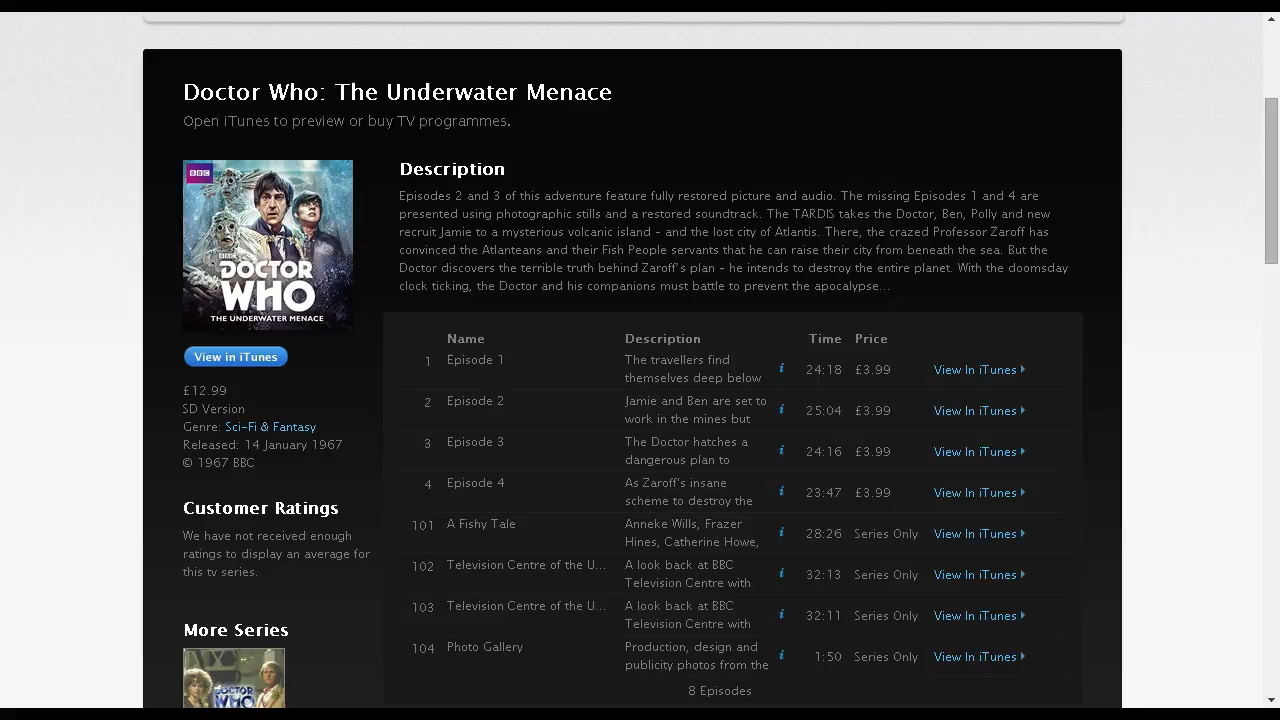 Doctor Who: The Underwater Menace
Open iTunes to preview or buy TV programmes.
BBC
BBC
DOCTOR
WHO
THE UNDERWATER MENACE
View in iTunes
£12.99
SD Version
Genre: Sci-Fi & Fantasy
Released: 14 January 1967
© 1967 BBC
Customer Ratings
We have not received enough
ratings to display an average for
this tv series.
More Series
DOCTOR
WHO
Description
Episodes 2 and 3 of this adventure feature fully restored picture and audio. The missing Episodes 1 and 4 are
presented using photographic stills and a restored soundtrack. The TARDIS takes the Doctor, Ben, Polly and new
recruit Jamie to a mysterious volcanic island – and the lost city of Atlantis. There, the crazed Professor Zaroff has
convinced the Atlanteans and their Fish People servants that he can raise their city from beneath the sea. But the
Doctor discovers the terrible truth behind Zaroff's plan – he intends to destroy the entire planet. With the doomsday
clock ticking, the Doctor and his companions must battle to prevent the apocalypse...
Name Description Time Price
1 Episode 1 The travellers find themselves deep below i 24:18 £3.99 View In iTunes
2 Episode 2 Jamie and Ben are set to work in the mines but i 25:04 £3.99 View In iTunes
3 Episode 3 The Doctor hatches a dangerous plan to i 24:16 £3.99 View In iTunes
4 Episode 4 As Zaroff's insane scheme to destroy the i 23:47 £3.99 View In iTunes
101 A Fishy Tale Anneke Wills, Frazer Hines, Catherine Howe, i 28:26 Series Only View In iTunes
102 Television Centre of the U... A look back at BBC Television Centre with i 32:13 Series Only View In iTunes
103 Television Centre of the U... A look back at BBC Television Centre with i 32:11 Series Only View In iTunes
104 Photo Gallery Production, design and publicity photos from the i 1:50 Series Only View In iTunes
8 Episodes